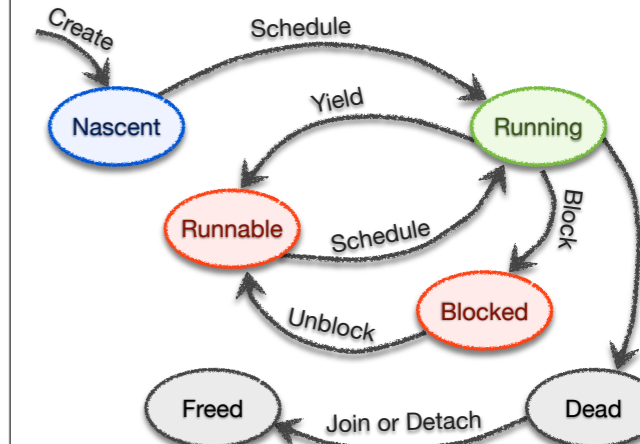 Create
Schedule
Nascent
Yield
Running
Runnable
Schedule
Block
Blocked
Unblock
Freed
Join or Detach
Dead